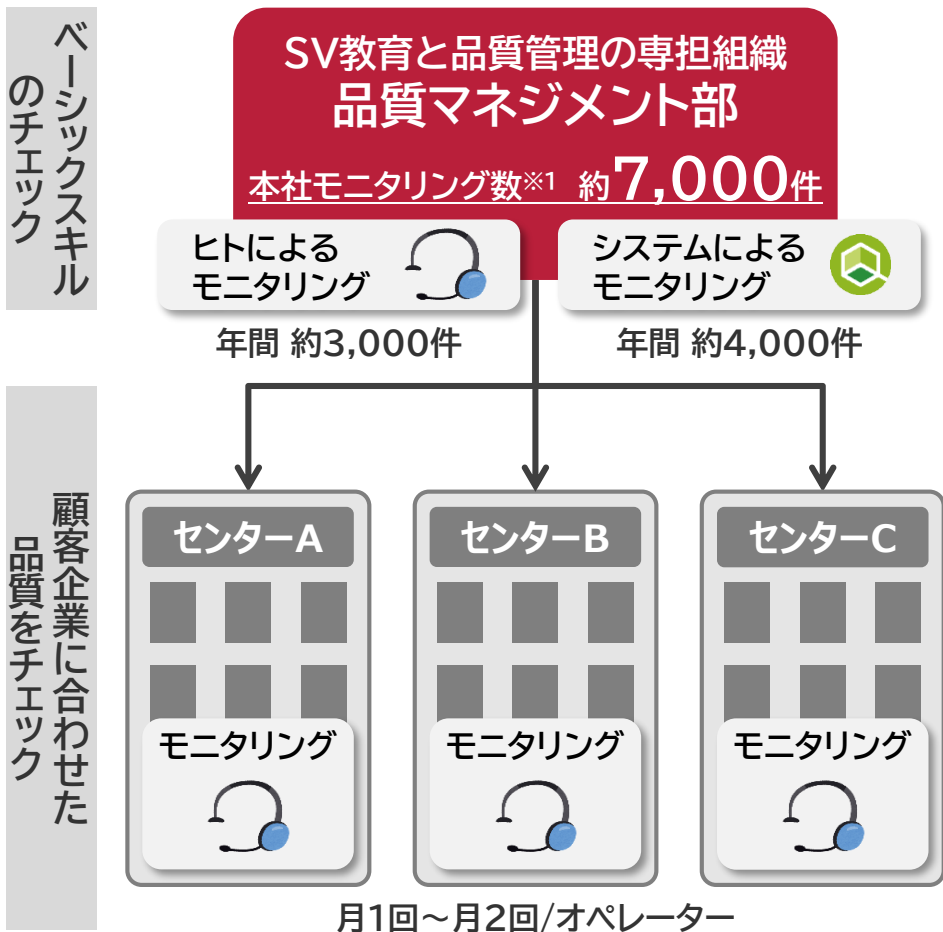 ベーシックスキル
のチェック
SV教育と品質管理の専担組織
品質マネジメント部
本社モニタリング数※1 約7,000件
ヒトによる
モニタリング
システムによる
モニタリング
年間 約3,000件
年間 約4,000件
顧客企業に合わせた
品質をチェック
センターA
センターB
センターC
モニタリング
モニタリング
モニタリング
月1回～月2回/オペレーター